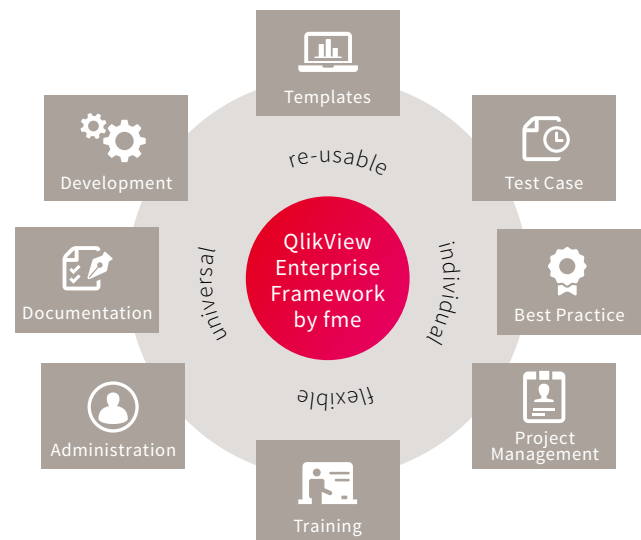 Templates
Development
Test Case
re-usable
QlikView
Enterprise
Framework
by fme
universal
individual
Documentation
Best Practice
flexible
Administration
Project
Management
Training